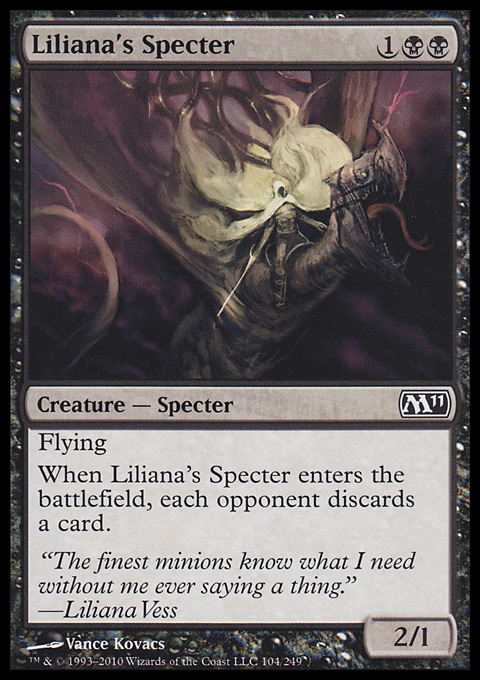 Liliana's Specter 1
Creature — Specter M11
Flying
When Liliana's Specter enters the
battlefield, each opponent discards
a card.
“The finest minions know what I need
without me ever saying a thing.”
—Liliana Vess
Vance Kovacs
2/1
™ & © 1993–2010 Wizards of the Coast LLC 104/249